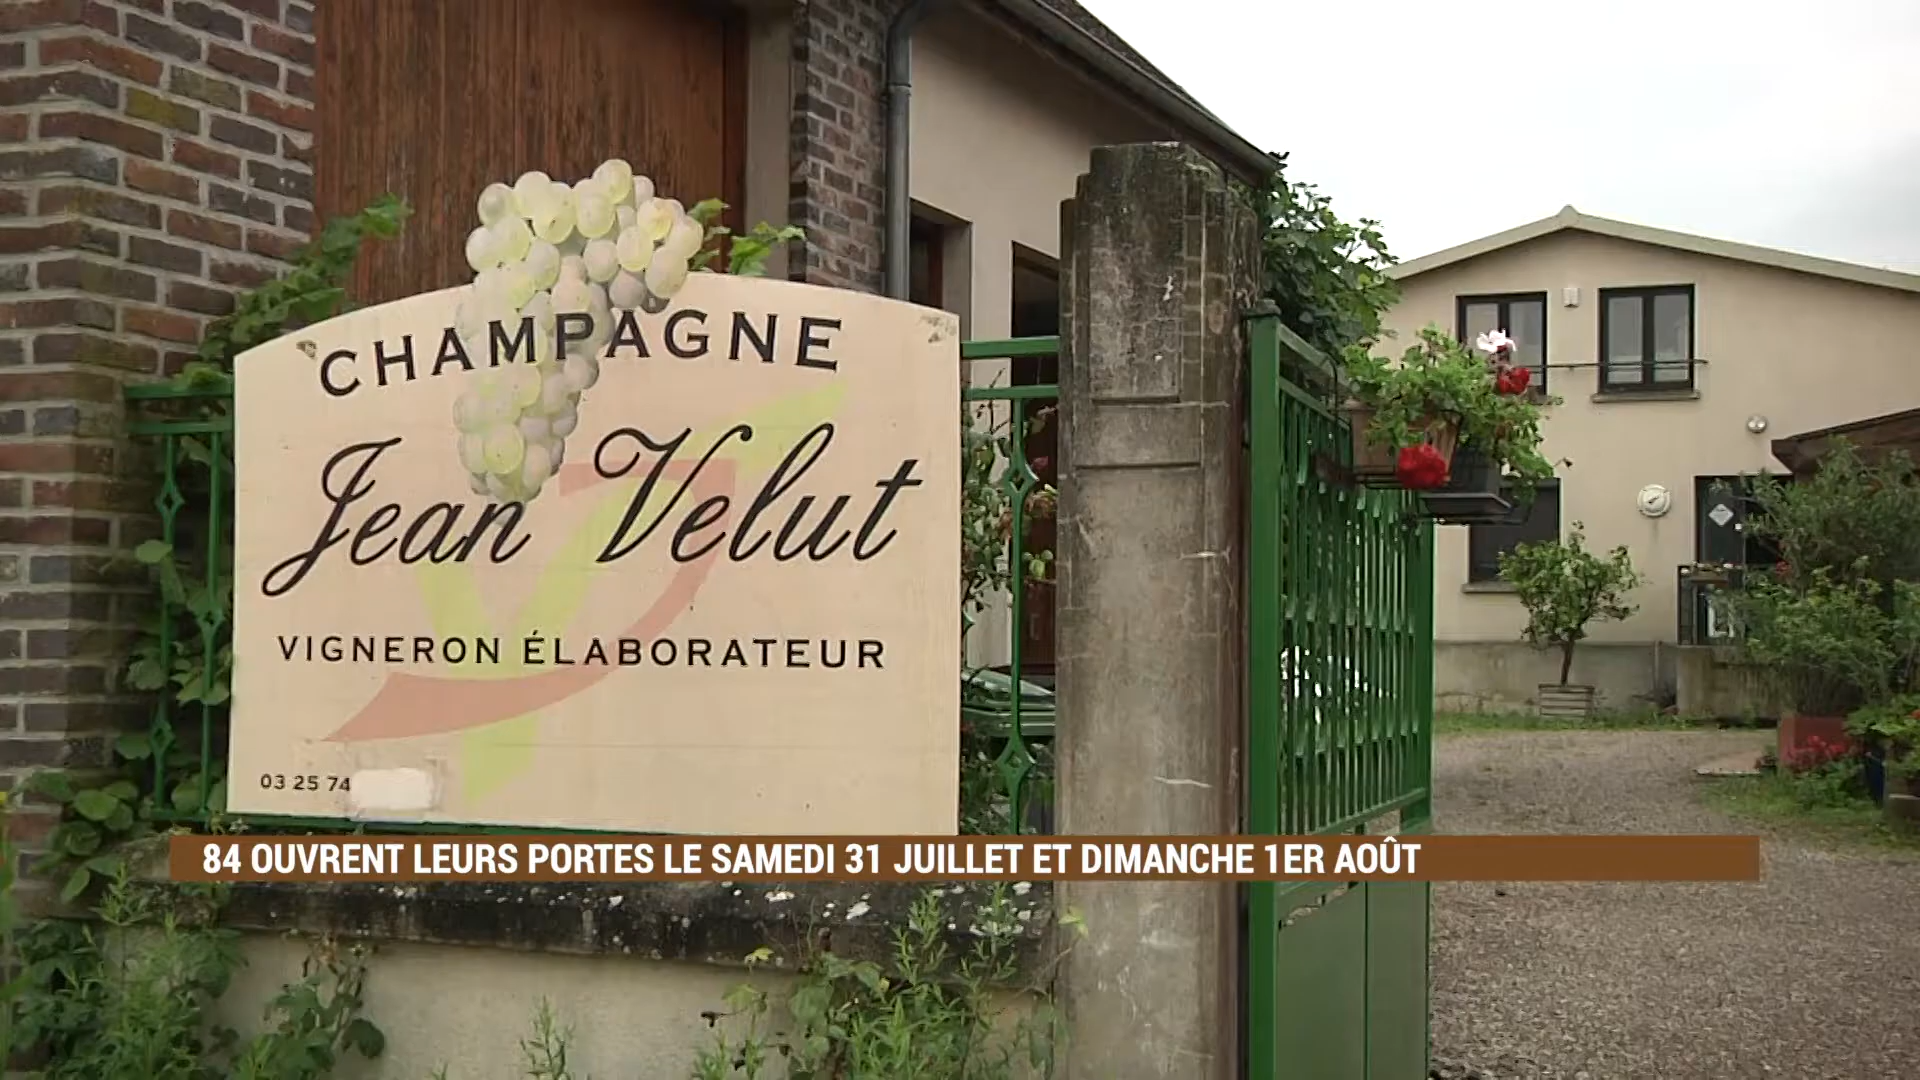 CHAMPAGNE
Jean Velut
VIGNERON ÉLABORATEUR
03 25 74
84 OUVRENT LEURS PORTES LE SAMEDI 31 JUILLET ET DIMANCHE 1ER AOÛT